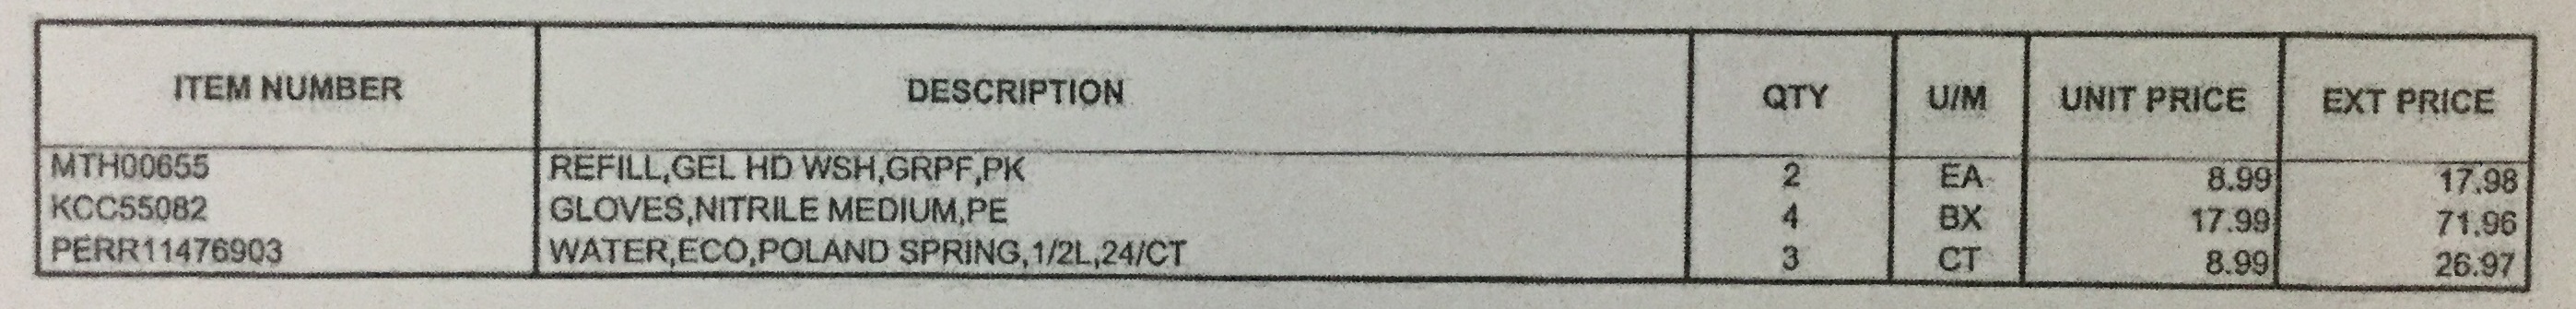 ITEM NUMBER DESCRIPTION QTY U/M UNIT PRICE EXT PRICE
MTH00655 REFILL,GEL HD WSH,GRPF,PK 2 EA 8.99 17.98
KCC55082 GLOVES,NITRILE MEDIUM,PE 4 BX 17.99 71.96
PERR11476903 WATER,ECO,POLAND SPRING,1/2L,24/CT 3 CT 8.99 26.97